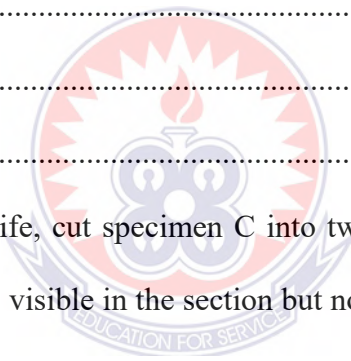 ....................................................
....................................................
....................................................
ife, cut specimen C into tw
visible in the section but no
EDUCATION FOR SERVICE